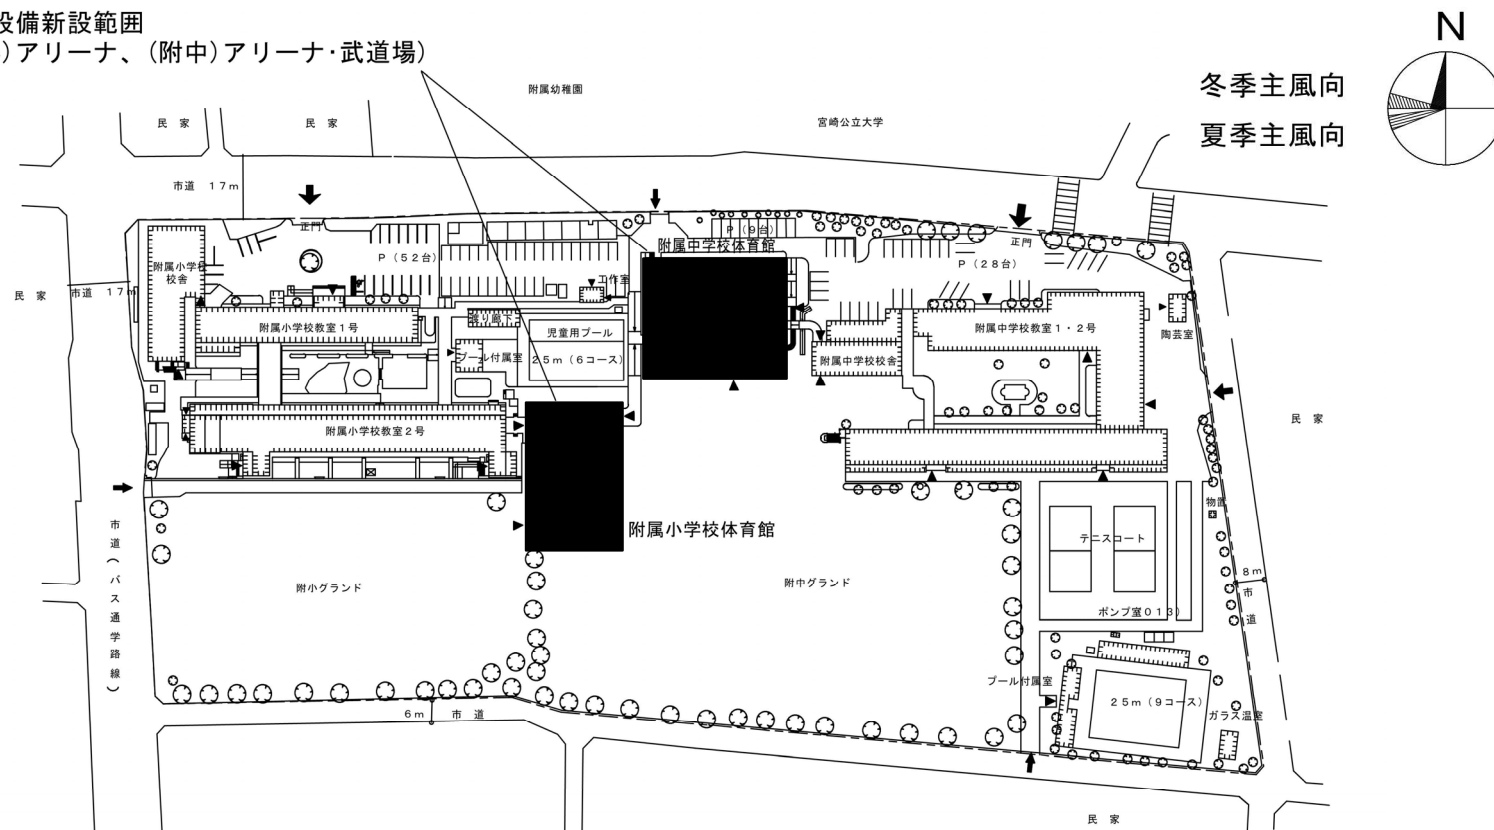 設備新設範囲
)アリーナ、(附中)アリーナ・武道場)
N
冬季主風向
夏季主風向
附属幼稚園
宮崎公立大学
民 家
民 家
市道 17m
正門
P(9台)
正門
附属中学校体育館
附属小学校
校舎
P(52台)
P(28台)
工作室
民 家
市道 17m
渡り廊下
児童用プール
附属小学校教室1号
附属中学校教室1・2号
陶芸室
プール付属室
25m(6コース)
附属中学校校舎
附属小学校教室2号
民 家
物置
市道(バス通学路線)
附属小学校体育館
テニスコート
附小グランド
附中グランド
8m
市道
ポンプ室013)
プール付属室
25m(9コース)
ガラス温室
6m 市 道
民 家